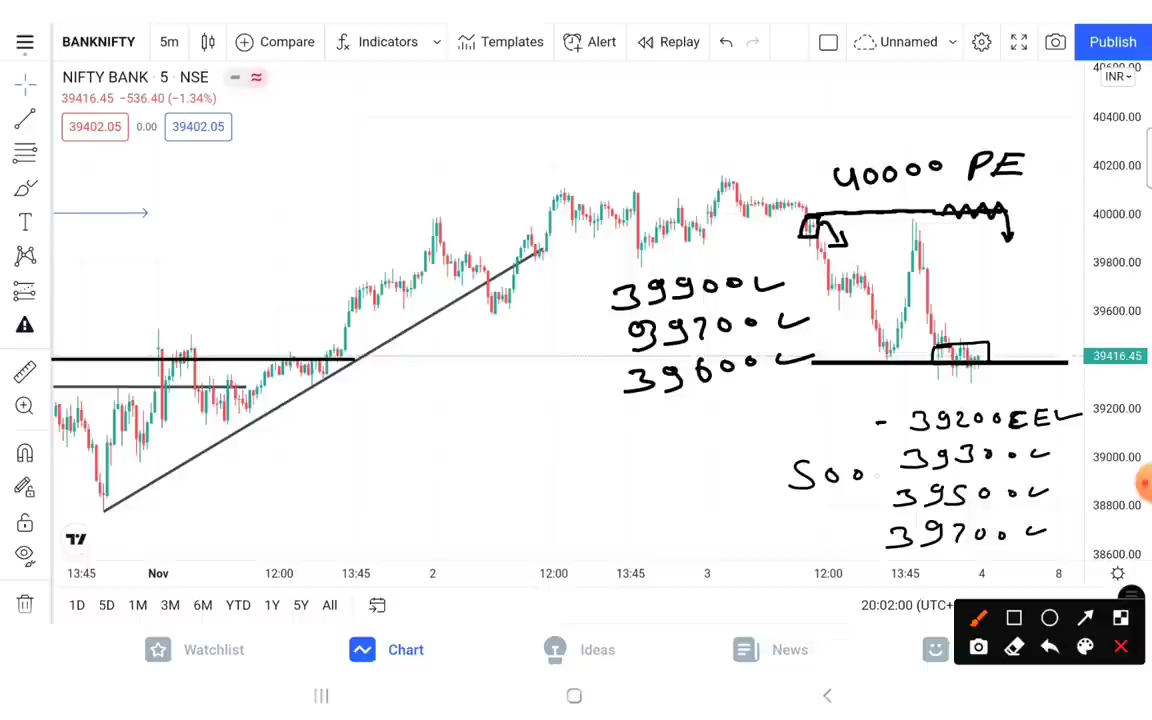 BANKNIFTY 5m Compare Indicators Templates Alert Replay Unnamed Publish
NIFTY BANK · 5 · NSE
39416.45 −536.40 (−1.34%)
39402.05 0.00 39402.05
40600.00
INR
40400.00
40200.00
40000.00
39800.00
39600.00
39416.45
39200.00
39000.00
38800.00
38600.00
40000 PE
39900
39700
39600
- 39200 CE
39300
500
39500
39700
13:45 Nov 12:00 13:45 2 12:00 13:45 3 12:00 13:45 4 8
1D 5D 1M 3M 6M YTD 1Y 5Y All
20:02:00 (UTC+
Watchlist Chart Ideas News